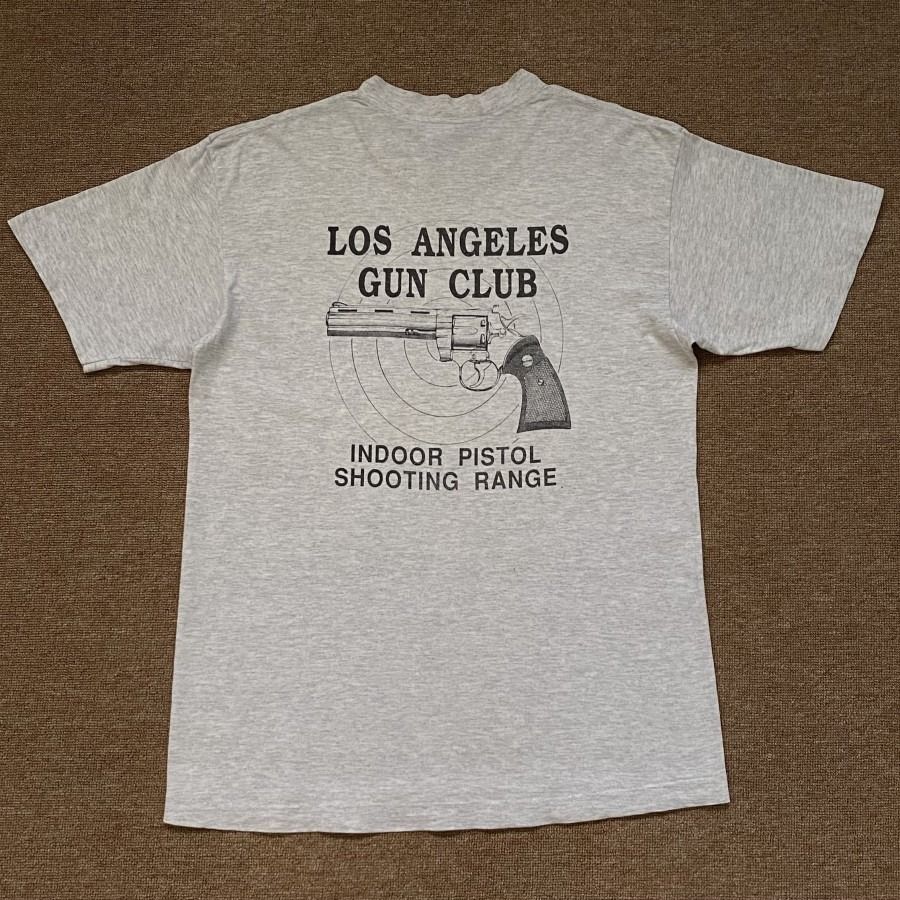 LOS ANGELES
GUN CLUB
INDOOR PISTOL
SHOOTING RANGE